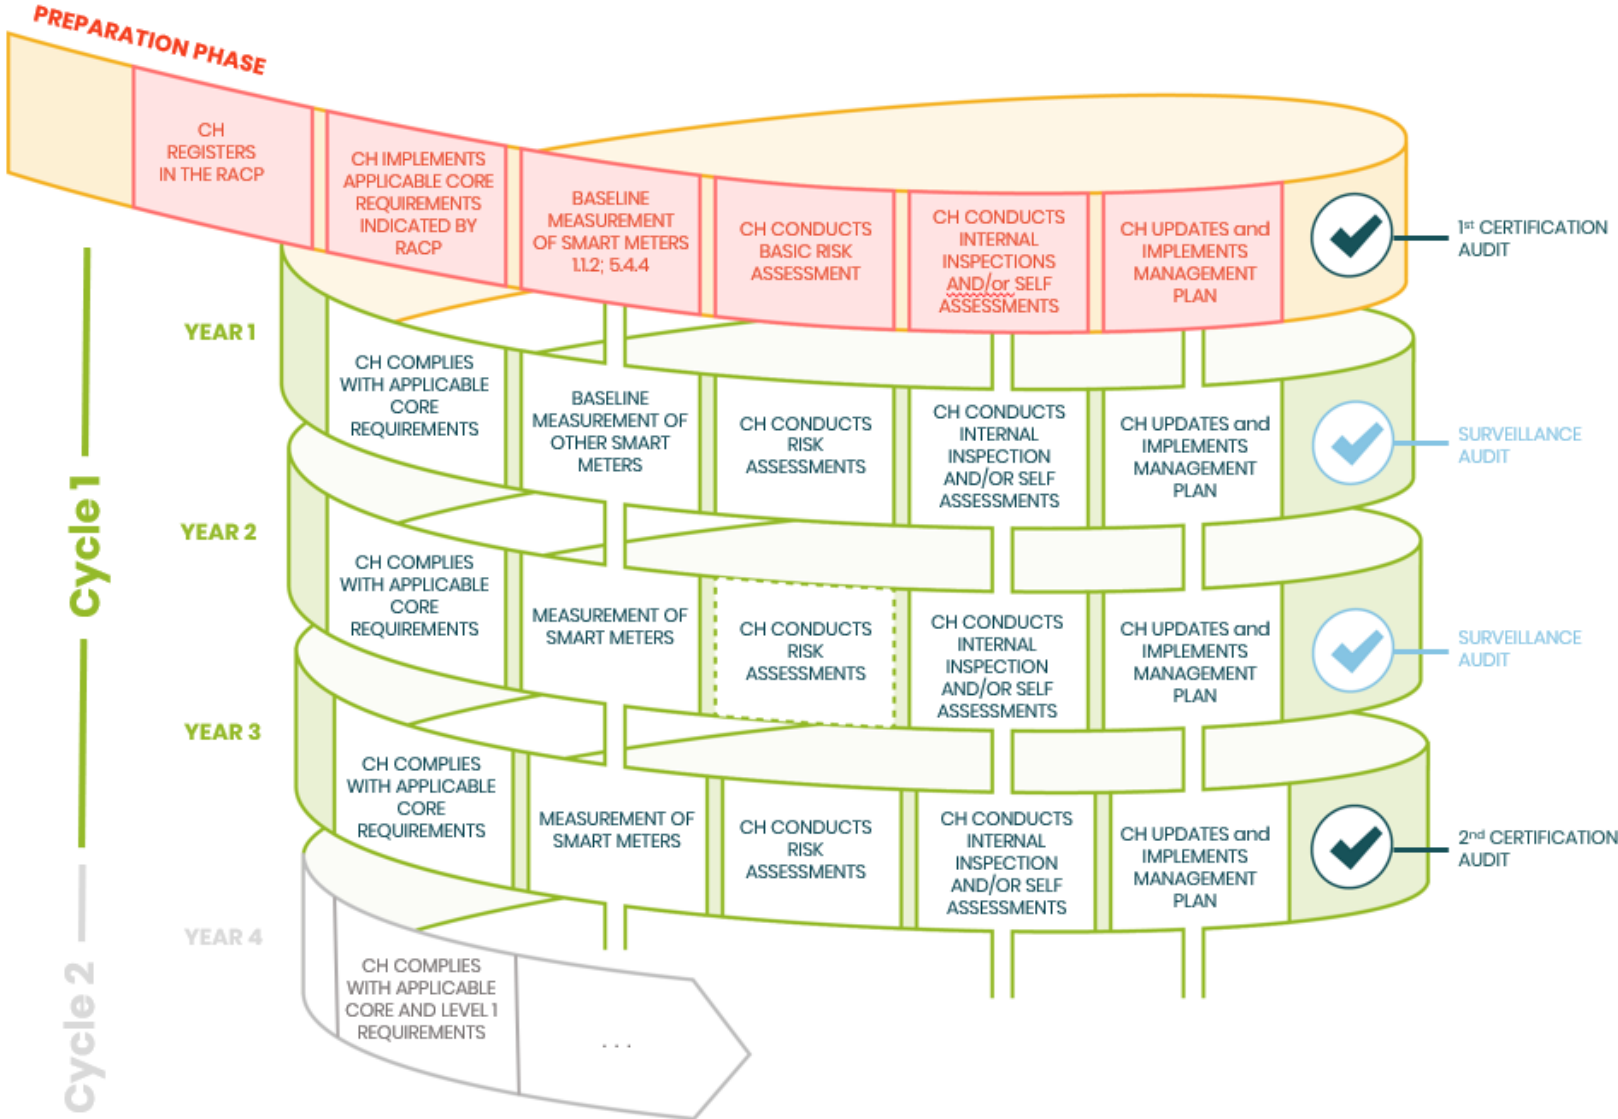 PREPARATION PHASE
CH
REGISTERS
IN THE RACP
CH IMPLEMENTS
APPLICABLE CORE
REQUIREMENTS
INDICATED BY
RACP
BASELINE
MEASUREMENT
OF SMART METERS
1.1.2; 5.4.4
CH CONDUCTS
BASIC RISK
ASSESSMENT
CH CONDUCTS
INTERNAL
INSPECTIONS
AND/or SELF
ASSESSMENTS
CH UPDATES and
IMPLEMENTS
MANAGEMENT
PLAN
1st CERTIFICATION
AUDIT
Cycle 1
YEAR 1
CH COMPLIES
WITH APPLICABLE
CORE
REQUIREMENTS
BASELINE
MEASUREMENT OF
OTHER SMART
METERS
CH CONDUCTS
RISK
ASSESSMENTS
CH CONDUCTS
INTERNAL
INSPECTION
AND/OR SELF
ASSESSMENTS
CH UPDATES and
IMPLEMENTS
MANAGEMENT
PLAN
SURVEILLANCE
AUDIT
YEAR 2
CH COMPLIES
WITH APPLICABLE
CORE
REQUIREMENTS
MEASUREMENT OF
SMART METERS
CH CONDUCTS
RISK
ASSESSMENTS
CH CONDUCTS
INTERNAL
INSPECTION
AND/OR SELF
ASSESSMENTS
CH UPDATES and
IMPLEMENTS
MANAGEMENT
PLAN
SURVEILLANCE
AUDIT
YEAR 3
CH COMPLIES
WITH APPLICABLE
CORE
REQUIREMENTS
MEASUREMENT OF
SMART METERS
CH CONDUCTS
RISK
ASSESSMENTS
CH CONDUCTS
INTERNAL
INSPECTION
AND/OR SELF
ASSESSMENTS
CH UPDATES and
IMPLEMENTS
MANAGEMENT
PLAN
2nd CERTIFICATION
AUDIT
Cycle 2
YEAR 4
CH COMPLIES
WITH APPLICABLE
CORE AND LEVEL 1
REQUIREMENTS
...